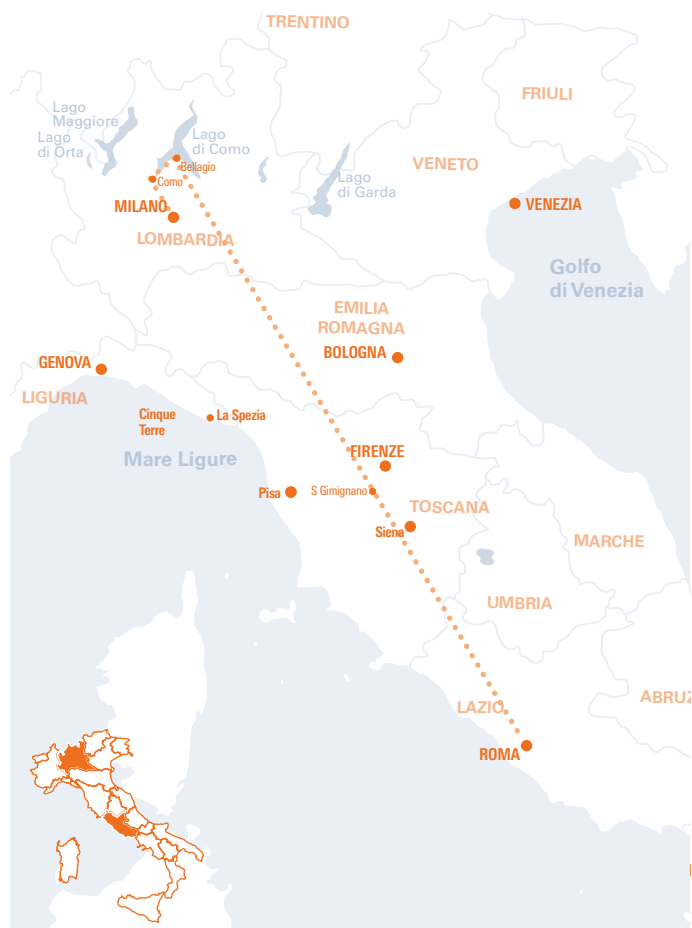 TRENTINO
FRIULI
Lago
Maggiore
Lago
di Orta
Lago
di Como
Bellagio
VENETO
Como
Lago
di Garda
MILANO
VENEZIA
LOMBARDIA
Golfo
di Venezia
EMILIA
ROMAGNA
BOLOGNA
GENOVA
LIGURIA
Cinque
Terre
La Spezia
Mare Ligure
FIRENZE
Pisa
S Gimignano
TOSCANA
Siena
MARCHE
UMBRIA
ABRUZ
LAZIO
ROMA